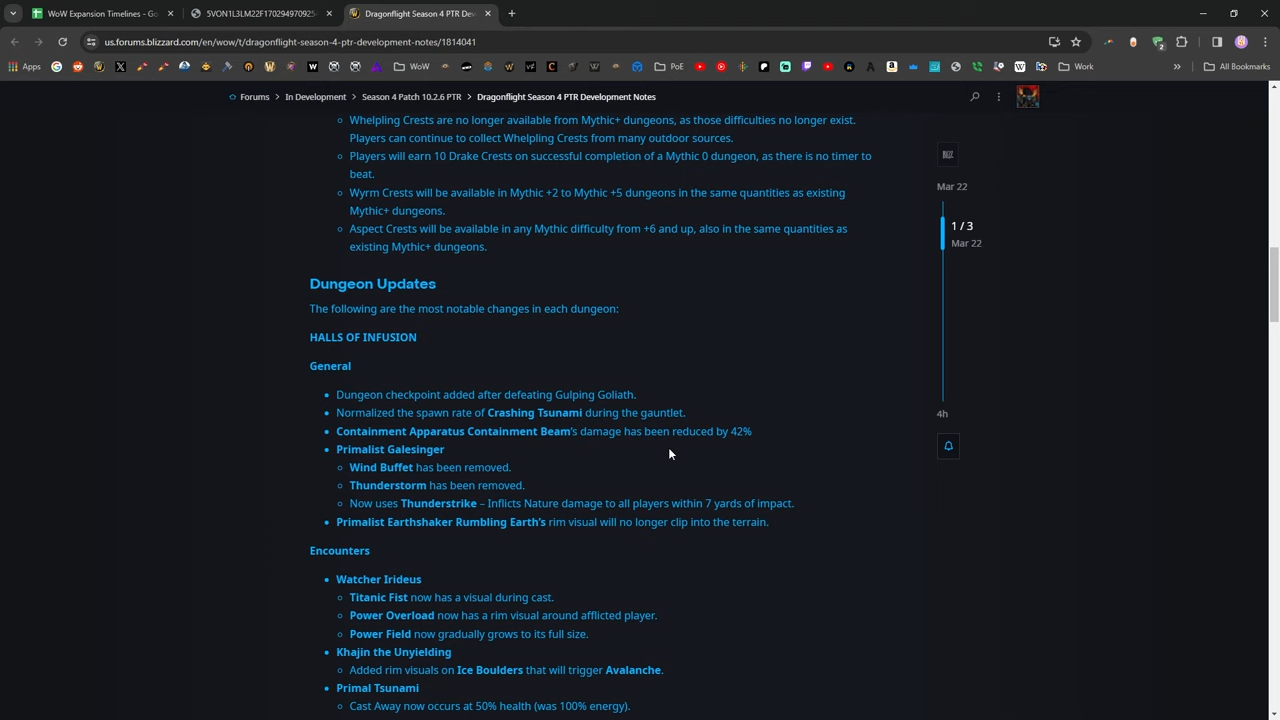 WoW Expansion Timelines - Go
5VON1L3LM22F17029497092S
Dragonflight Season 4 PTR Dev
us.forums.blizzard.com/en/wow/t/dragonflight-season-4-ptr-development-notes/1814041
Apps WoW PoE Work » All Bookmarks
Forums > In Development > Season 4 Patch 10.2.6 PTR > Dragonflight Season 4 PTR Development Notes
Whelpling Crests are no longer available from Mythic+ dungeons, as those difficulties no longer exist.
Players can continue to collect Whelpling Crests from many outdoor sources.
Players will earn 10 Drake Crests on successful completion of a Mythic 0 dungeon, as there is no timer to
beat.
Wyrm Crests will be available in Mythic +2 to Mythic +5 dungeons in the same quantities as existing
Mythic+ dungeons.
Aspect Crests will be available in any Mythic difficulty from +6 and up, also in the same quantities as
existing Mythic+ dungeons.
Mar 22
1 / 3
Mar 22
4h
Dungeon Updates
The following are the most notable changes in each dungeon:
HALLS OF INFUSION
General
Dungeon checkpoint added after defeating Gulping Goliath.
Normalized the spawn rate of Crashing Tsunami during the gauntlet.
Containment Apparatus Containment Beam's damage has been reduced by 42%
Primalist Galesinger
Wind Buffet has been removed.
Thunderstorm has been removed.
Now uses Thunderstrike – Inflicts Nature damage to all players within 7 yards of impact.
Primalist Earthshaker Rumbling Earth's rim visual will no longer clip into the terrain.
Encounters
Watcher Irideus
Titanic Fist now has a visual during cast.
Power Overload now has a rim visual around afflicted player.
Power Field now gradually grows to its full size.
Khajin the Unyielding
Added rim visuals on Ice Boulders that will trigger Avalanche.
Primal Tsunami
Cast Away now occurs at 50% health (was 100% energy).